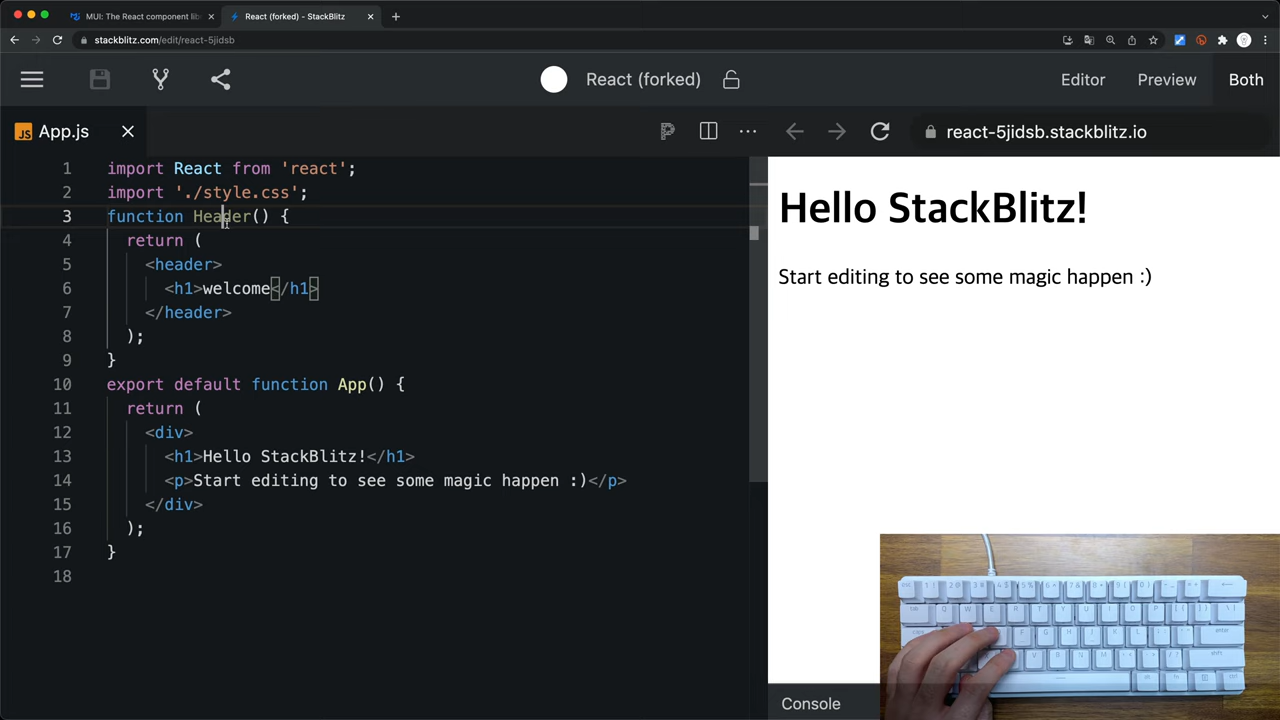 MUI: The React component lib
React (forked) - StackBlitz
stackblitz.com/edit/react-5jidsb
React (forked)
Editor
Preview
Both
JS App.js
react-5jidsb.stackblitz.io
1 import React from 'react';
2 import './style.css';
3 function Header() {
4 return (
5 <header>
6 <h1>welcome</h1>
7 </header>
8 );
9 }
10 export default function App() {
11 return (
12 <div>
13 <h1>Hello StackBlitz!</h1>
14 <p>Start editing to see some magic happen :)</p>
15 </div>
16 );
17 }
18
Hello StackBlitz!
Start editing to see some magic happen :)
Console